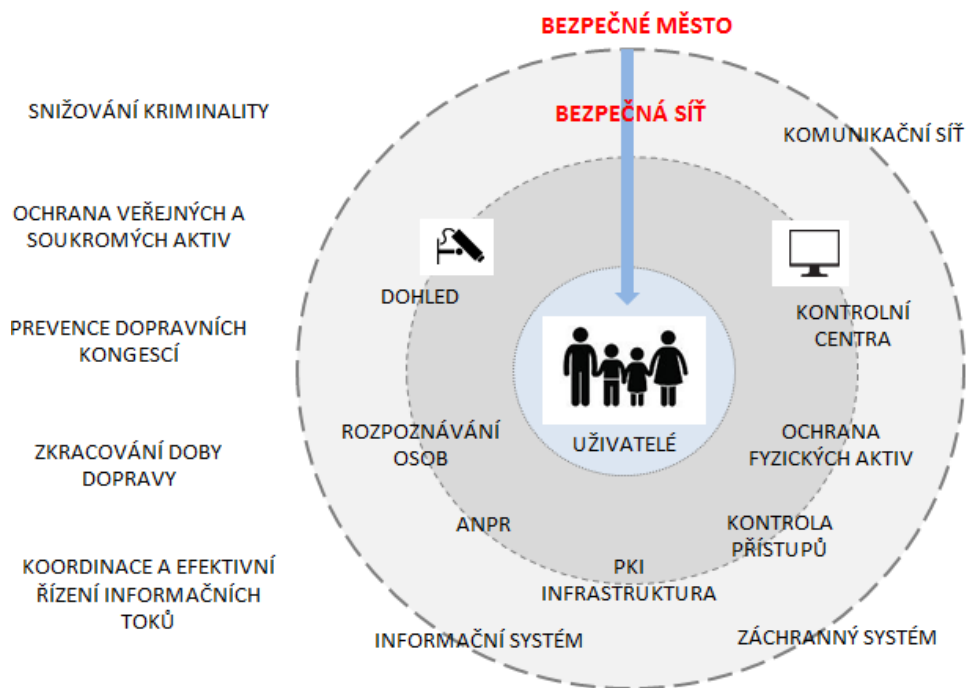 BEZPEČNÉ MĚSTO
BEZPEČNÁ SÍŤ
SNIŽOVÁNÍ KRIMINALITY
OCHRANA VEŘEJNÝCH A
SOUKROMÝCH AKTIV
PREVENCE DOPRAVNÍCH
KONGESCÍ
ZKRACOVÁNÍ DOBY
DOPRAVY
KOORDINACE A EFEKTIVNÍ
ŘÍZENÍ INFORMAČNÍCH
TOKŮ
KOMUNIKAČNÍ SÍŤ
DOHLED
KONTROLNÍ
CENTRA
UŽIVATELÉ
ROZPOZNÁVÁNÍ
OSOB
OCHRANA
FYZICKÝCH AKTIV
ANPR
KONTROLA
PŘÍSTUPŮ
PKI
INFRASTRUKTURA
INFORMAČNÍ SYSTÉM
ZÁCHRANNÝ SYSTÉM